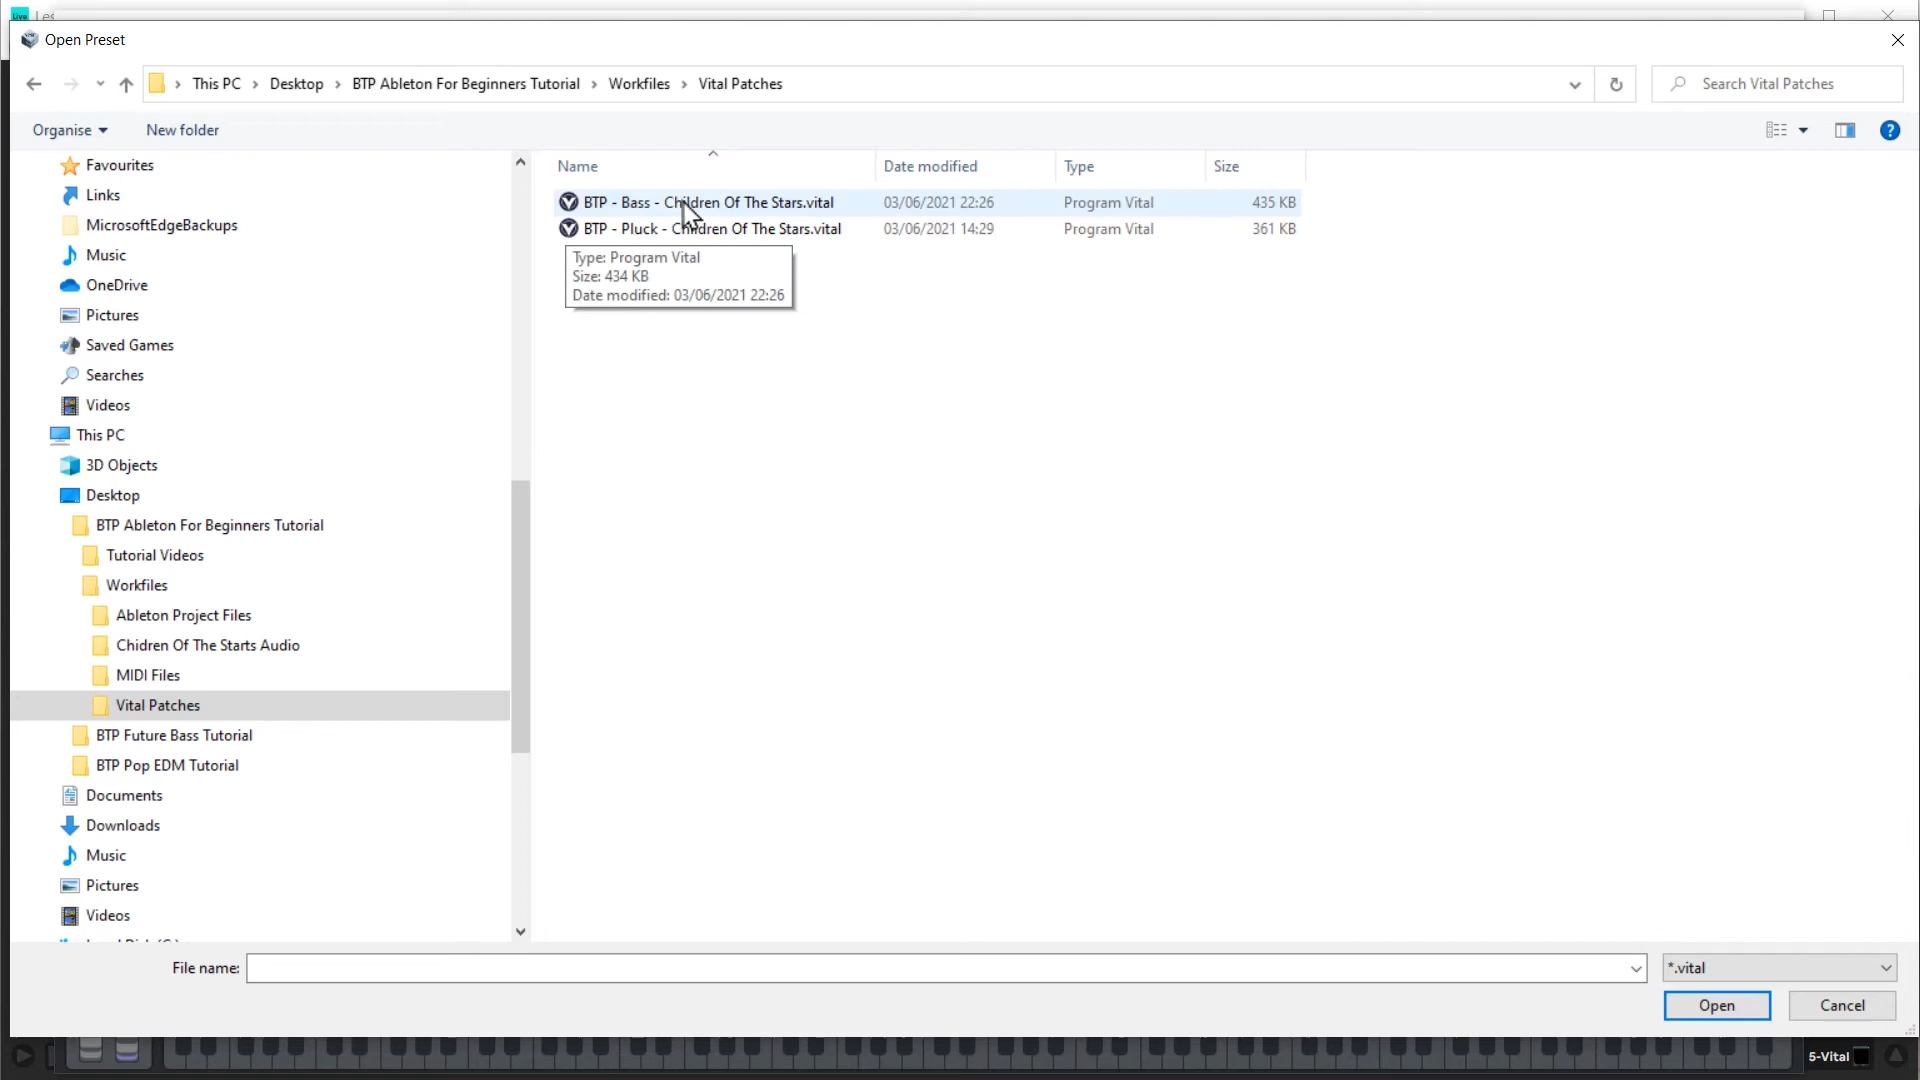 Live
Open Preset
This PC > Desktop > BTP Ableton For Beginners Tutorial > Workfiles > Vital Patches
Search Vital Patches
Organise
New folder
Favourites
Links
MicrosoftEdgeBackups
Music
OneDrive
Pictures
Saved Games
Searches
Videos
This PC
3D Objects
Desktop
BTP Ableton For Beginners Tutorial
Tutorial Videos
Workfiles
Ableton Project Files
Chidren Of The Starts Audio
MIDI Files
Vital Patches
BTP Future Bass Tutorial
BTP Pop EDM Tutorial
Documents
Downloads
Music
Pictures
Videos
Name Date modified Type Size
BTP - Bass - Children Of The Stars.vital 03/06/2021 22:26 Program Vital 435 KB
BTP - Pluck - Children Of The Stars.vital 03/06/2021 14:29 Program Vital 361 KB
Type: Program Vital
Size: 434 KB
Date modified: 03/06/2021 22:26
File name:
*.vital
Open
Cancel
5-Vital